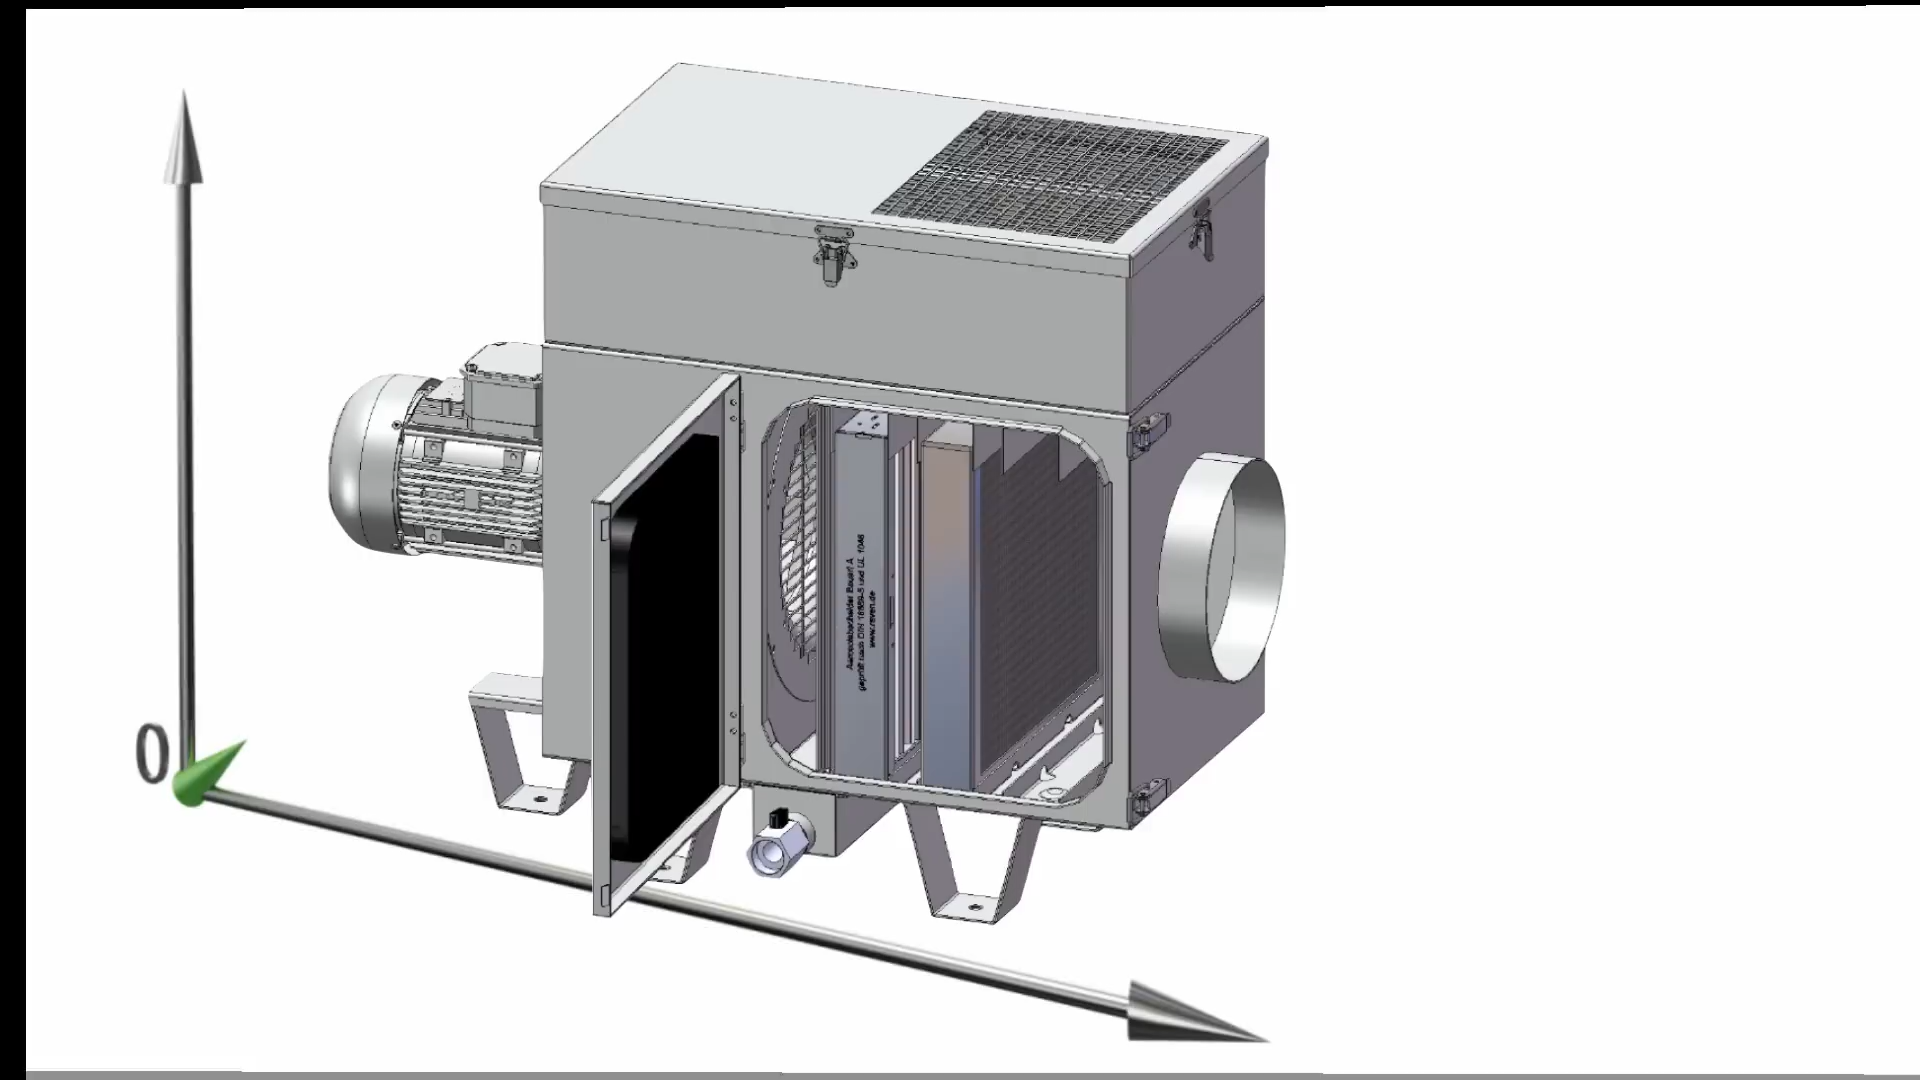 0
Aerosolabscheider Bauart A
geprüft nach DIN 18869-5 und UL 1046
www.reven.de